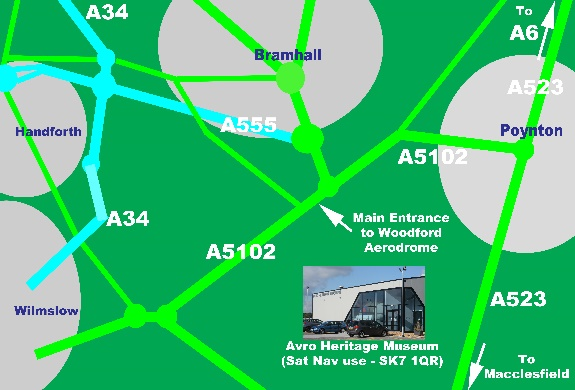 A34
To
A6
Bramhall
A523
A555
Handforth
Poynton
A5102
A34
Main Entrance
to Woodford
Aerodrome
A5102
A523
Wilmslow
Avro Heritage Museum
(Sat Nav use - SK7 1QR)
To
Macclesfield